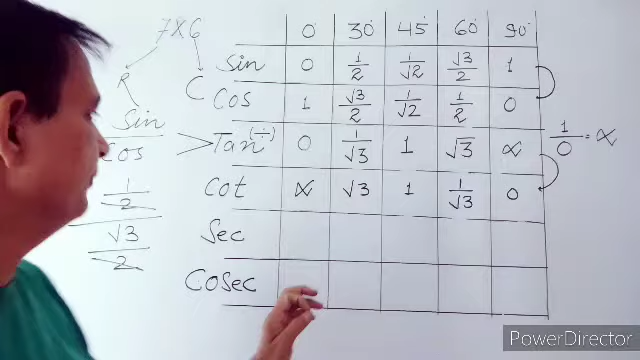 7×6
R
C
0 30° 45° 60° 90°
Sin 0 1/2 1/√2 √3/2 1
Cos 1 √3/2 1/√2 1/2 0
Tan (÷) 0 1/√3 1 √3 ∝
Cot ∝ √3 1 1/√3 0
Sec
COSec
Sin
Cos
1/2
√3/2
>
1/0 = ∝
PowerDirector